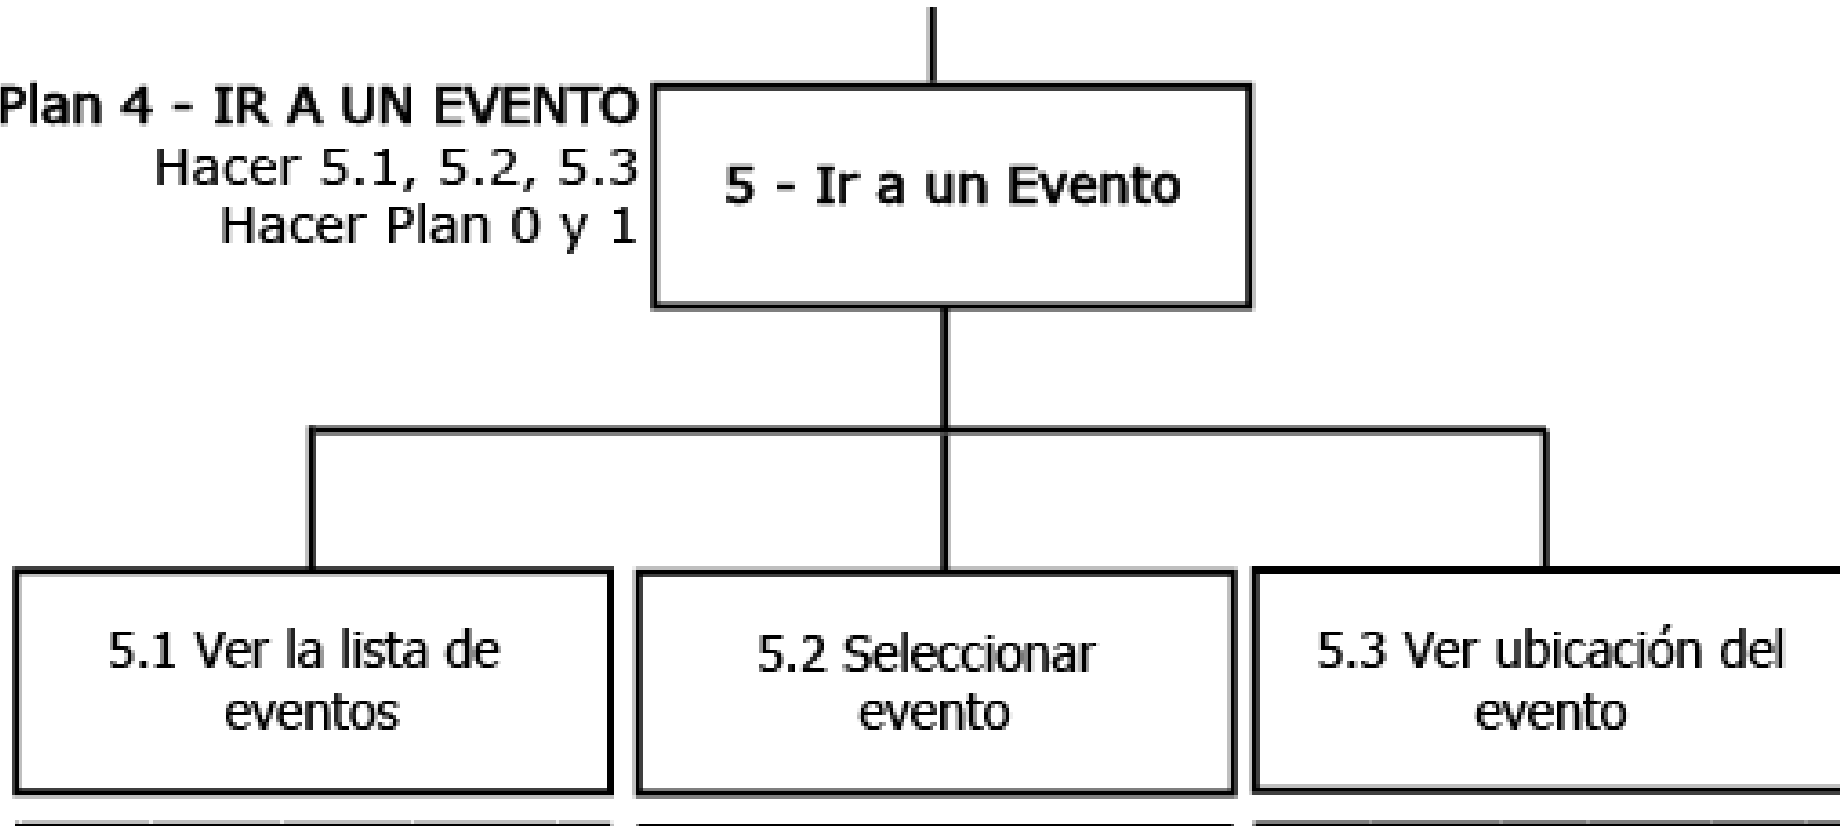 Plan 4 - IR A UN EVENTO
Hacer 5.1, 5.2, 5.3
Hacer Plan 0 y 1
5 - Ir a un Evento
5.1 Ver la lista de
eventos
5.2 Seleccionar
evento
5.3 Ver ubicación del
evento